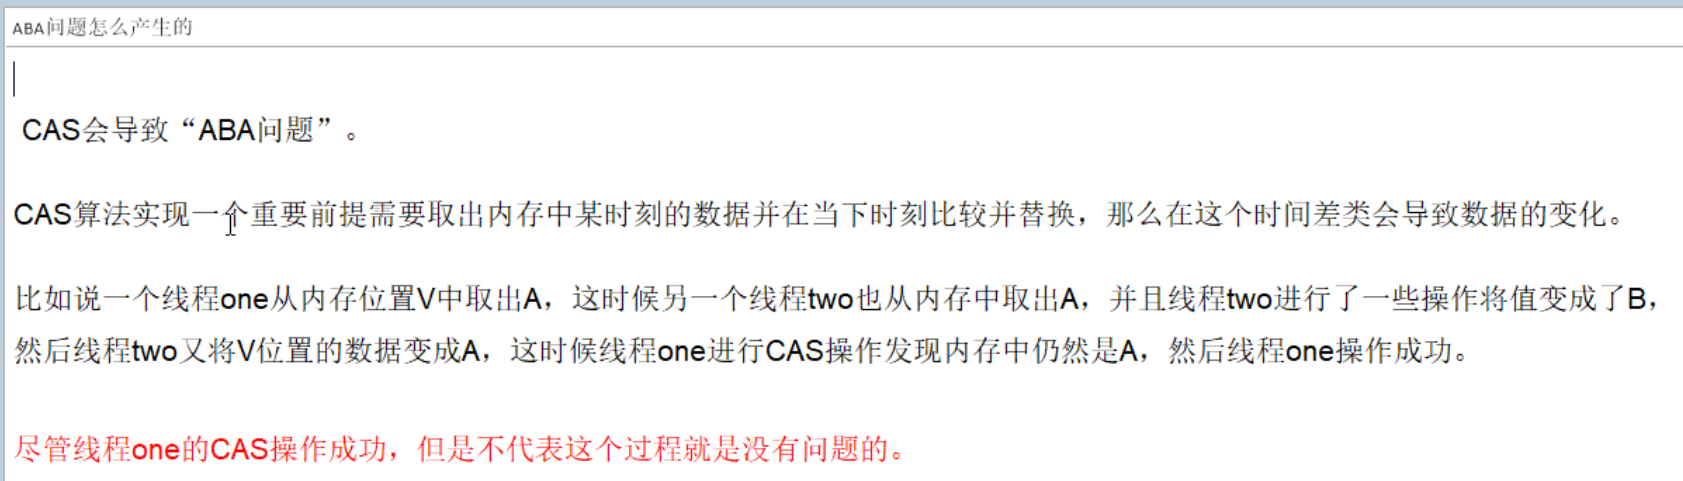 ABA问题怎么产生的
CAS会导致“ABA问题”。
CAS算法实现一个重要前提需要取出内存中某时刻的数据并在当下时刻比较并替换，那么在这个时间差类会导致数据的变化。
比如说一个线程one从内存位置V中取出A，这时候另一个线程two也从内存中取出A，并且线程two进行了一些操作将值变成了B，
然后线程two又将V位置的数据变成A，这时候线程one进行CAS操作发现内存中仍然是A，然后线程one操作成功。
尽管线程one的CAS操作成功，但是不代表这个过程就是没有问题的。